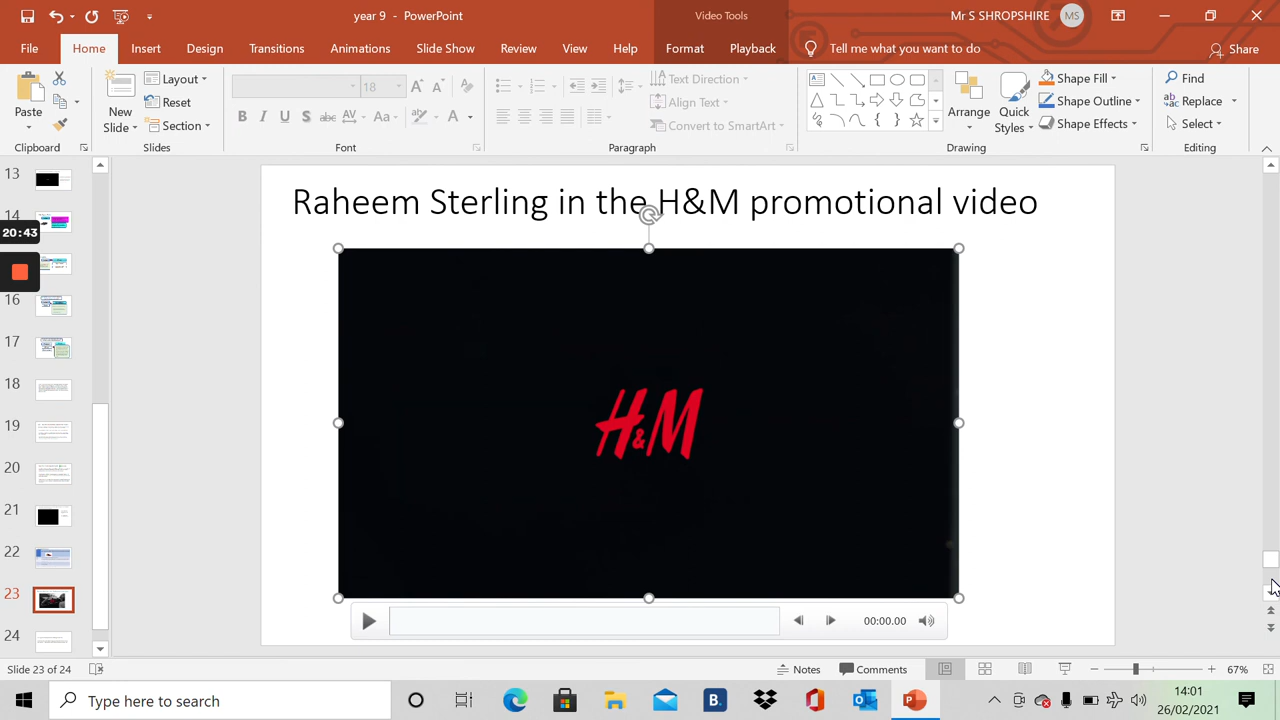 year 9 - PowerPoint
Video Tools
Mr S SHROPSHIRE
MS
File
Home
Insert
Design
Transitions
Animations
Slide Show
Review
View
Help
Format
Playback
Tell me what you want to do
Share
Paste
New Slide
Layout
Reset
Section
18
Text Direction
Align Text
Convert to SmartArt
Arrange
Quick Styles
Shape Fill
Shape Outline
Shape Effects
Find
Replace
Select
Clipboard
Slides
Font
Paragraph
Drawing
Editing
13
14
20:43
16
17
18
19
20
21
22
23
24
Raheem Sterling in the H&M promotional video
H&M
00:00.00
Slide 23 of 24
Notes
Comments
67%
Type here to search
14:01
26/02/2021